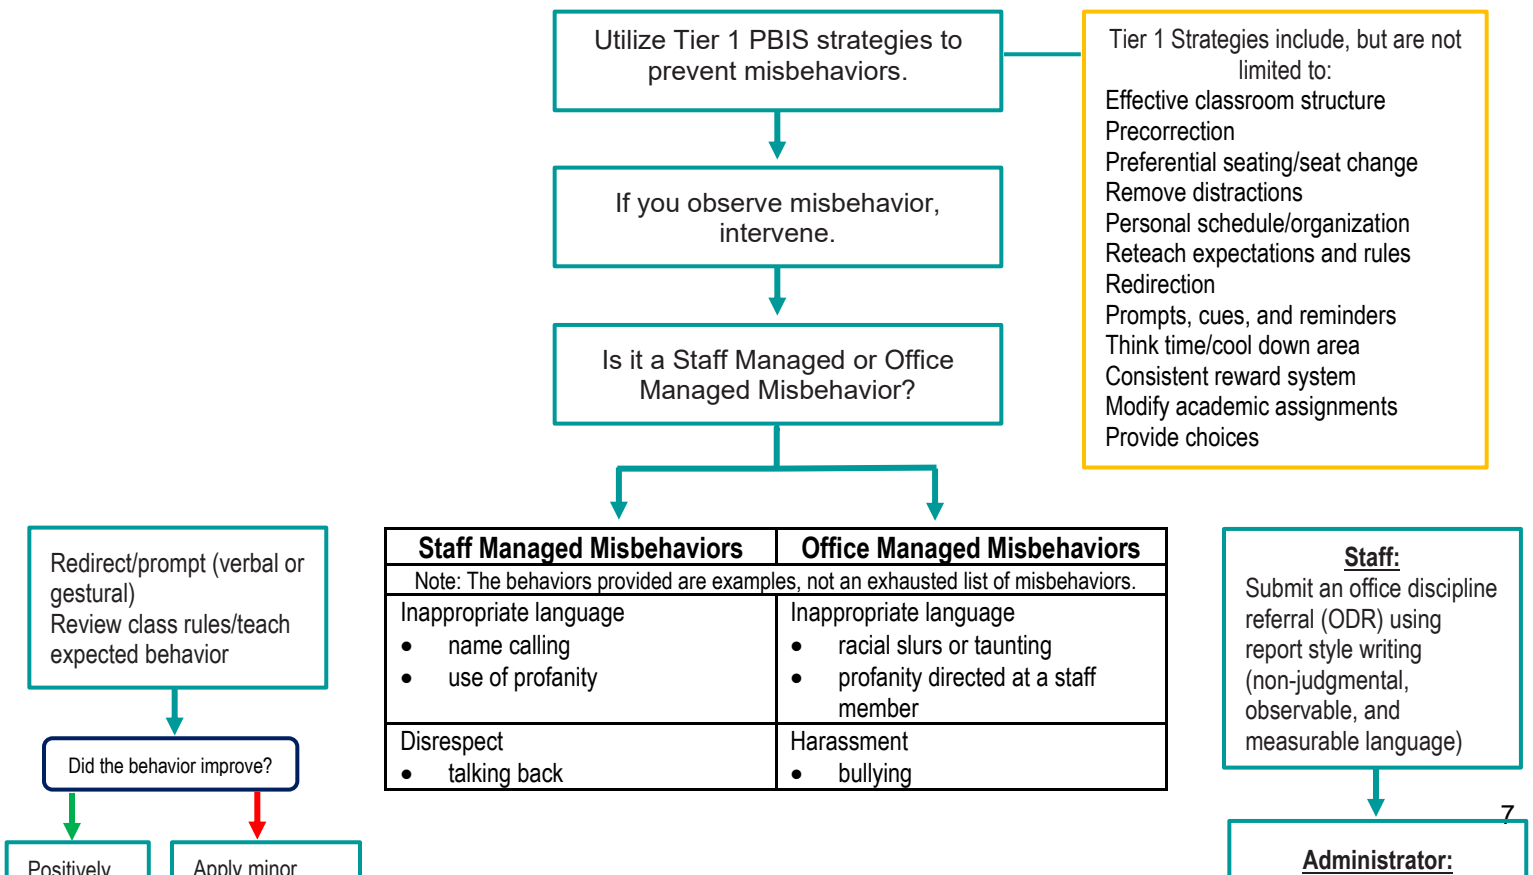 Utilize Tier 1 PBIS strategies to
prevent misbehaviors.
Tier 1 Strategies include, but are not
limited to:
Effective classroom structure
Precorrection
Preferential seating/seat change
Remove distractions
Personal schedule/organization
Reteach expectations and rules
Redirection
Prompts, cues, and reminders
Think time/cool down area
Consistent reward system
Modify academic assignments
Provide choices
If you observe misbehavior,
intervene.
Is it a Staff Managed or Office
Managed Misbehavior?
Redirect/prompt (verbal or
gestural)
Review class rules/teach
expected behavior
Did the behavior improve?
Positively
Apply minor
Staff Managed Misbehaviors
Office Managed Misbehaviors
Note: The behaviors provided are examples, not an exhausted list of misbehaviors.
Inappropriate language
• name calling
• use of profanity
Inappropriate language
• racial slurs or taunting
• profanity directed at a staff
member
Disrespect
• talking back
Harassment
• bullying
Staff:
Submit an office discipline
referral (ODR) using
report style writing
(non-judgmental,
observable, and
measurable language)
7
Administrator: